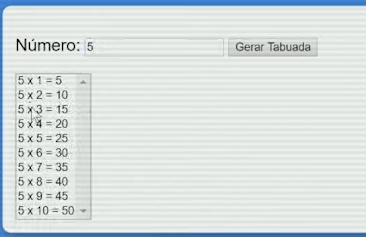 Número: 5 Gerar Tabuada
5 x 1 = 5
5 x 2 = 10
5 x 3 = 15
5 x 4 = 20
5 x 5 = 25
5 x 6 = 30
5 x 7 = 35
5 x 8 = 40
5 x 9 = 45
5 x 10 = 50